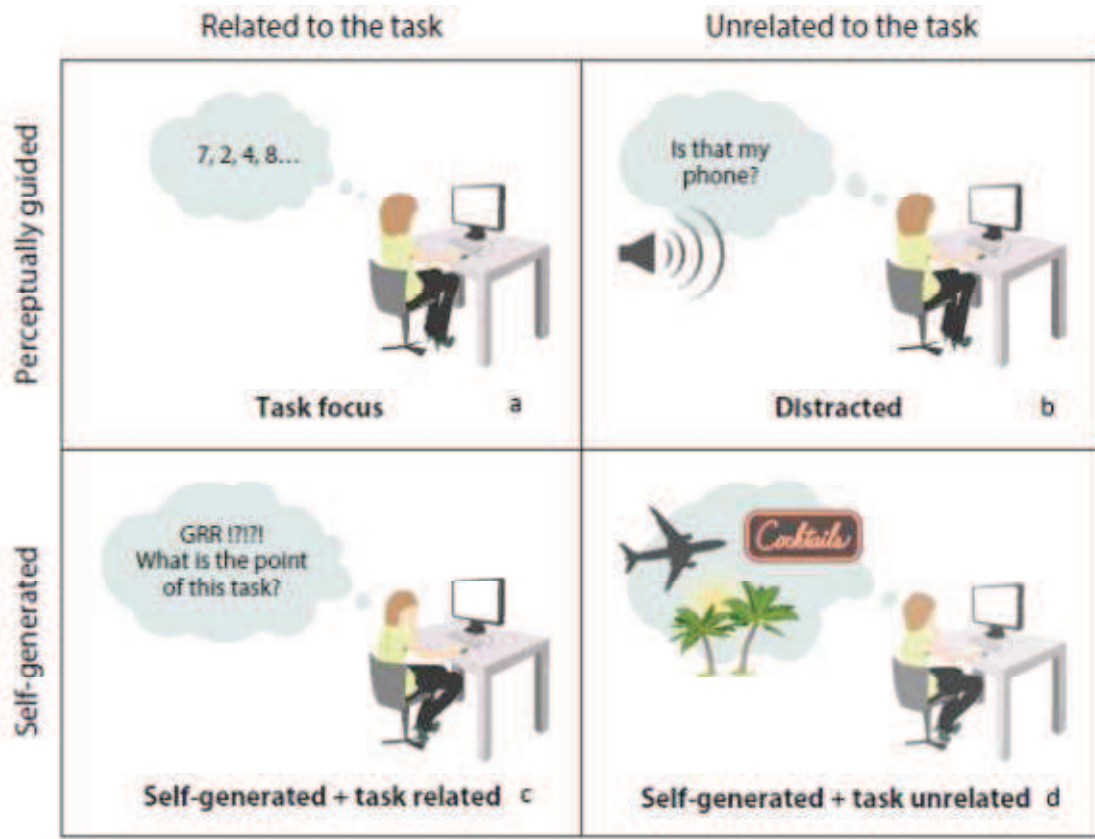 Related to the task
Unrelated to the task
Perceptually guided
7, 2, 4, 8...
Task focus a
Is that my
phone?
Distracted b
Self-generated
GRR !?!?!
What is the point
of this task?
Self-generated + task related c
Cocktails
Self-generated + task unrelated d